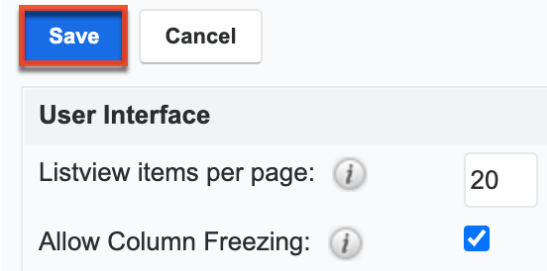 Save Cancel
User Interface
Listview items per page: i 20
Allow Column Freezing: i